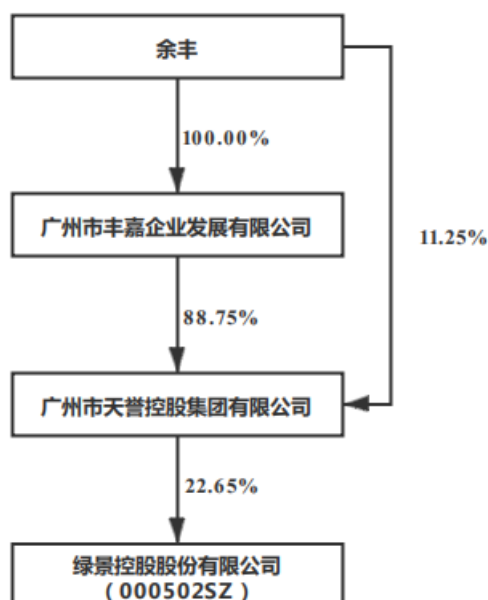 余丰
100.00%
广州市丰嘉企业发展有限公司
11.25%
88.75%
广州市天誉控股集团有限公司
22.65%
绿景控股股份有限公司
（000502SZ）